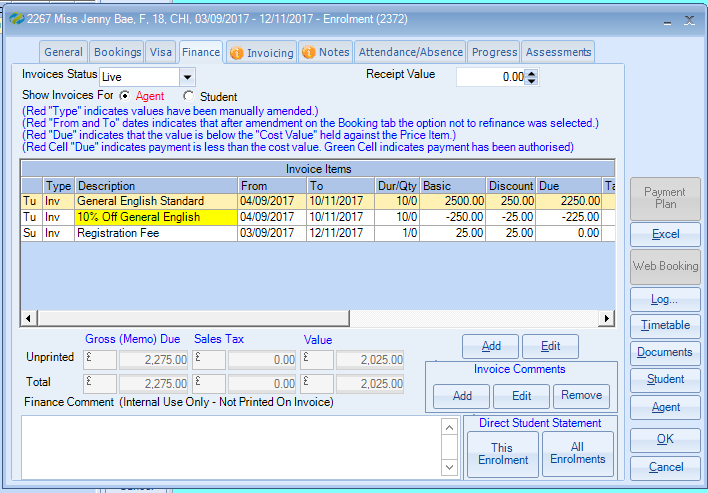 2267 Miss Jenny Bae, F, 18, CHI, 03/09/2017 - 12/11/2017 - Enrolment (2372)
General Bookings Visa Finance Invoicing Notes Attendance/Absence Progress Assessments
Invoices Status Live Receipt Value 0.00
Show Invoices For Agent Student
(Red "Type" indicates values have been manually amended.)
(Red "From and To" dates indicates that after amendment on the Booking tab the option not to refinance was selected.)
(Red "Due" indicates that the value is below the "Cost Value" held against the Price Item.)
(Red Cell "Due" indicates payment is less than the cost value. Green Cell indicates payment has been authorised)
Invoice Items
Type Description From To Dur/Qty Basic Discount Due Ta
Tu Inv General English Standard 04/09/2017 10/11/2017 10/0 2500.00 250.00 2250.00
Tu Inv 10% Off General English 04/09/2017 10/11/2017 10/0 -250.00 -25.00 -225.00
Su Inv Registration Fee 03/09/2017 12/11/2017 1/0 25.00 25.00 0.00
Gross (Memo) Due Sales Tax Value
Unprinted £ 2,275.00 £ 0.00 £ 2,025.00
Total £ 2,275.00 £ 0.00 £ 2,025.00
Finance Comment (Internal Use Only - Not Printed On Invoice)
Add Edit
Invoice Comments
Add Edit Remove
Direct Student Statement
This Enrolment
All Enrolments
Payment Plan
Excel
Web Booking
Log...
Timetable
Documents
Student
Agent
OK
Cancel